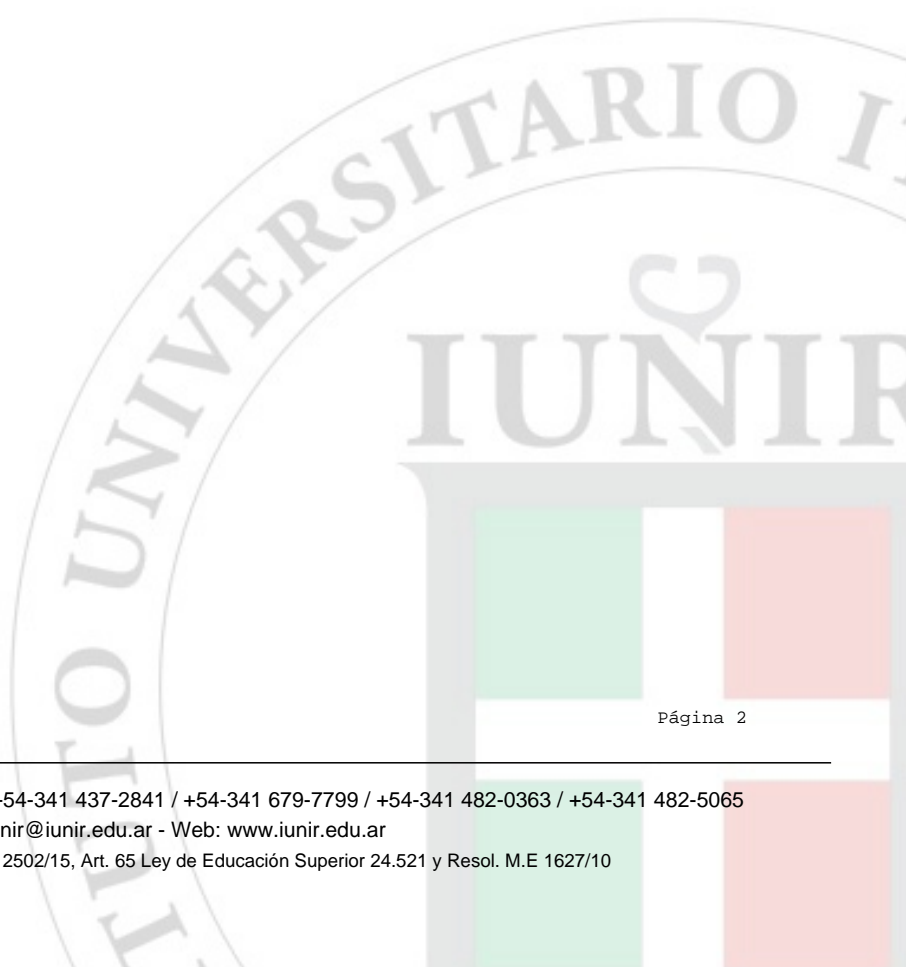 UNIVERSITARIO
IUNIR
Página 2
-54-341 437-2841 / +54-341 679-7799 / +54-341 482-0363 / +54-341 482-5065
nir@iunir.edu.ar - Web: www.iunir.edu.ar
2502/15, Art. 65 Ley de Educación Superior 24.521 y Resol. M.E 1627/10